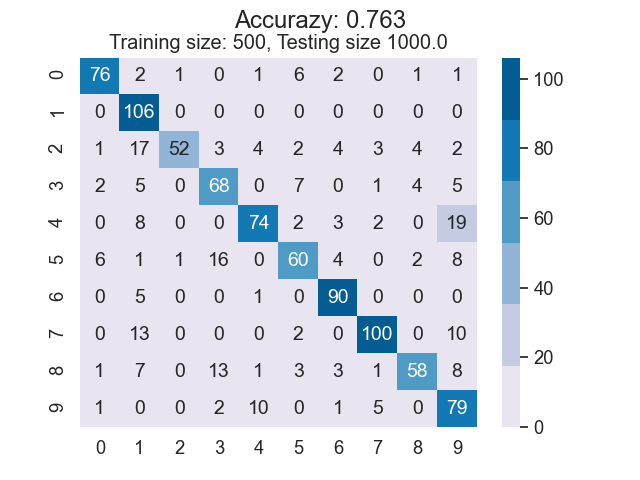 Accurazy: 0.763
Training size: 500, Testing size 1000.0
0 76 2 1 0 1 6 2 0 1 1
1 0 106 0 0 0 0 0 0 0 0
2 1 17 52 3 4 2 4 3 4 2
3 2 5 0 68 0 7 0 1 4 5
4 0 8 0 0 74 2 3 2 0 19
5 6 1 1 16 0 60 4 0 2 8
6 0 5 0 0 1 0 90 0 0 0
7 0 13 0 0 0 2 0 100 0 10
8 1 7 0 13 1 3 3 1 58 8
9 1 0 0 2 10 0 1 5 0 79
0 1 2 3 4 5 6 7 8 9
100
80
60
40
20
0